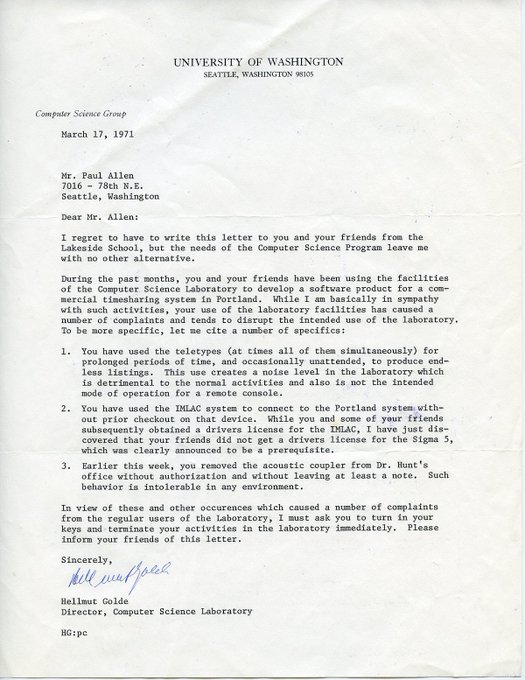 UNIVERSITY OF WASHINGTON
SEATTLE, WASHINGTON 98105
Computer Science Group
March 17, 1971
Mr. Paul Allen
7016 - 78th N.E.
Seattle, Washington
Dear Mr. Allen:
I regret to have to write this letter to you and your friends from the
Lakeside School, but the needs of the Computer Science Program leave me
with no other alternative.
During the past months, you and your friends have been using the facilities
of the Computer Science Laboratory to develop a software product for a com-
mercial timesharing system in Portland. While I am basically in sympathy
with such activities, your use of the laboratory facilities has caused a
number of complaints and tends to disrupt the intended use of the laboratory.
To be more specific, let me cite a number of specifics:
1. You have used the teletypes (at times all of them simultaneously) for
prolonged periods of time, and occasionally unattended, to produce end-
less listings. This use creates a noise level in the laboratory which
is detrimental to the normal activities and also is not the intended
mode of operation for a remote console.
2. You have used the IMLAC system to connect to the Portland system with-
out prior checkout on that device. While you and some of your friends
subsequently obtained a drivers license for the IMLAC, I have just dis-
covered that your friends did not get a drivers license for the Sigma 5,
which was clearly announced to be a prerequisite.
3. Earlier this week, you removed the acoustic coupler from Dr. Hunt's
office without authorization and without leaving at least a note. Such
behavior is intolerable in any environment.
In view of these and other occurences which caused a number of complaints
from the regular users of the Laboratory, I must ask you to turn in your
keys and terminate your activities in the laboratory immediately. Please
inform your friends of this letter.
Sincerely,
Hellmut Golde
Hellmut Golde
Director, Computer Science Laboratory
HG:pc